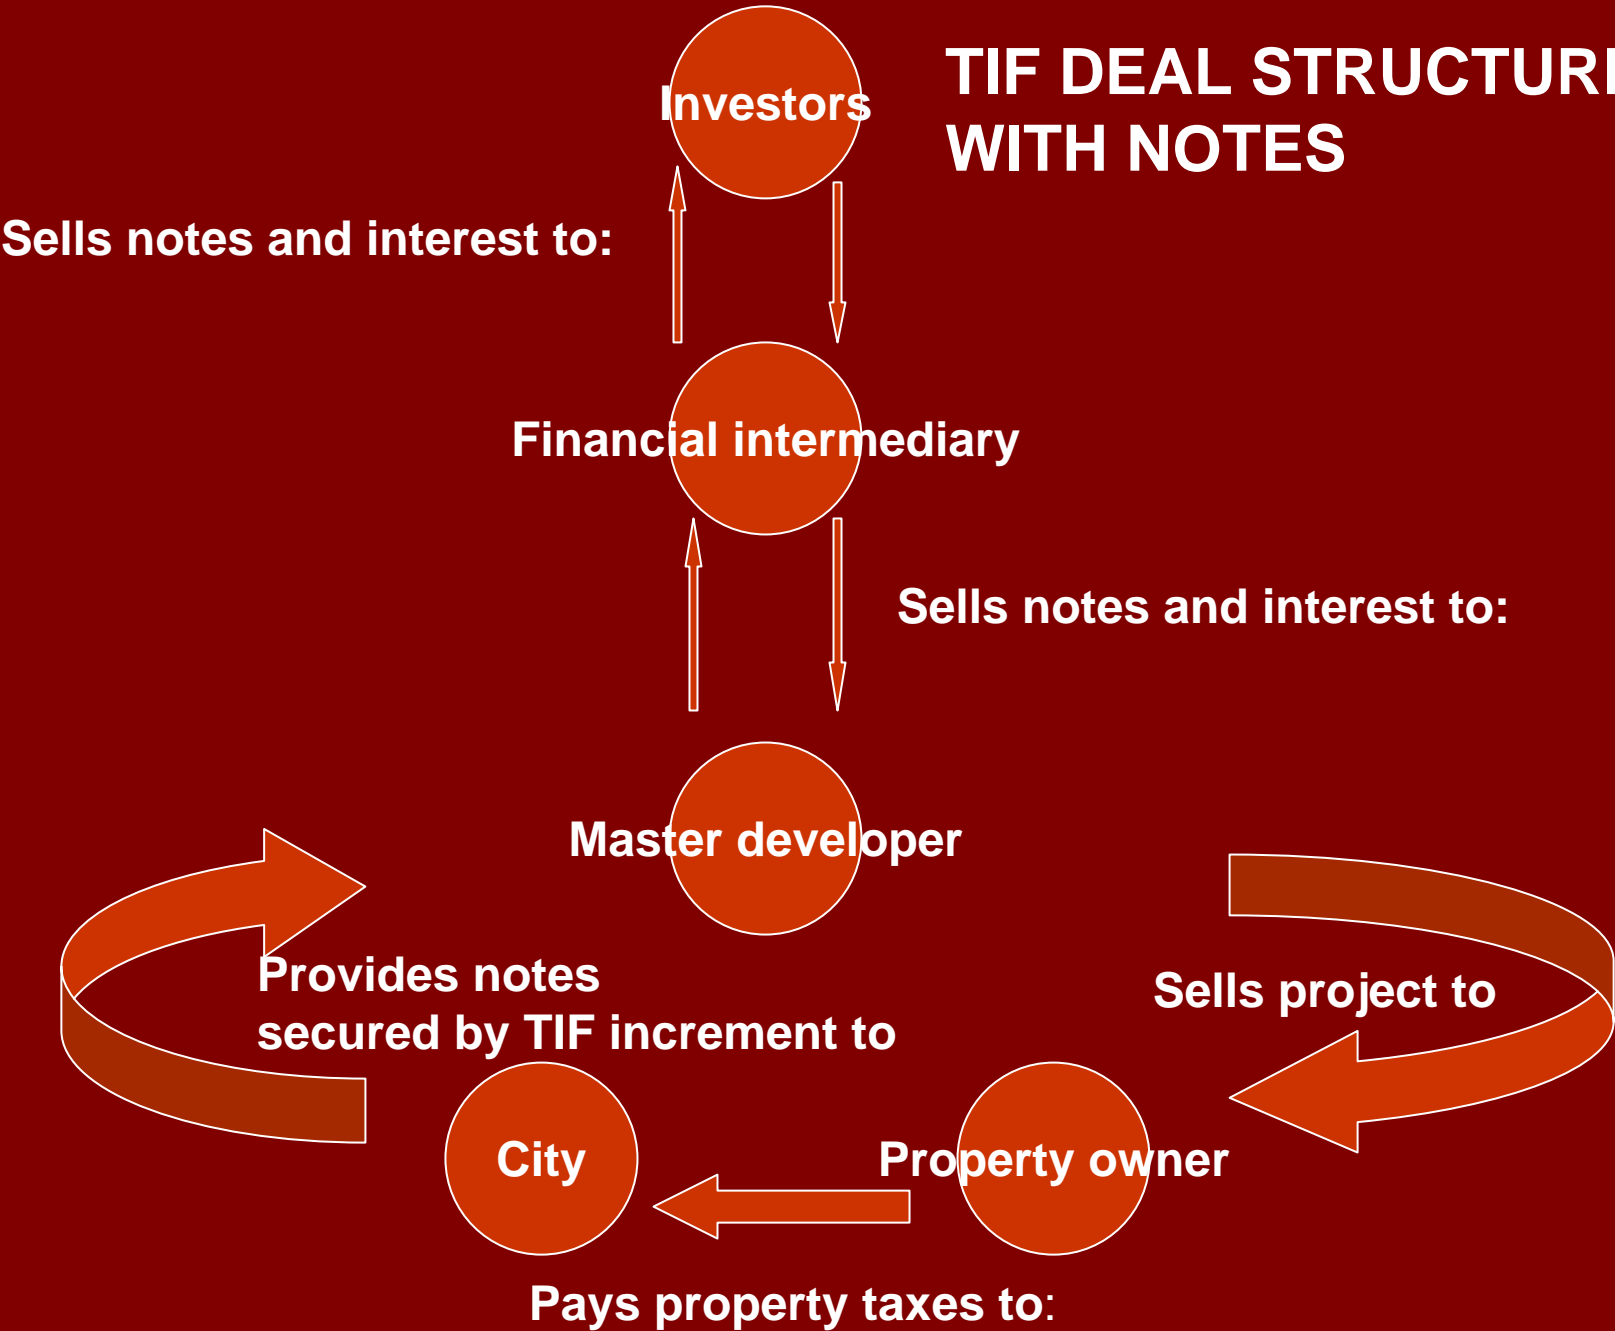 Investors
TIF DEAL STRUCTURE
WITH NOTES
Sells notes and interest to:
Financial intermediary
Sells notes and interest to:
Master developer
Provides notes
secured by TIF increment to
Sells project to
City
Property owner
Pays property taxes to: